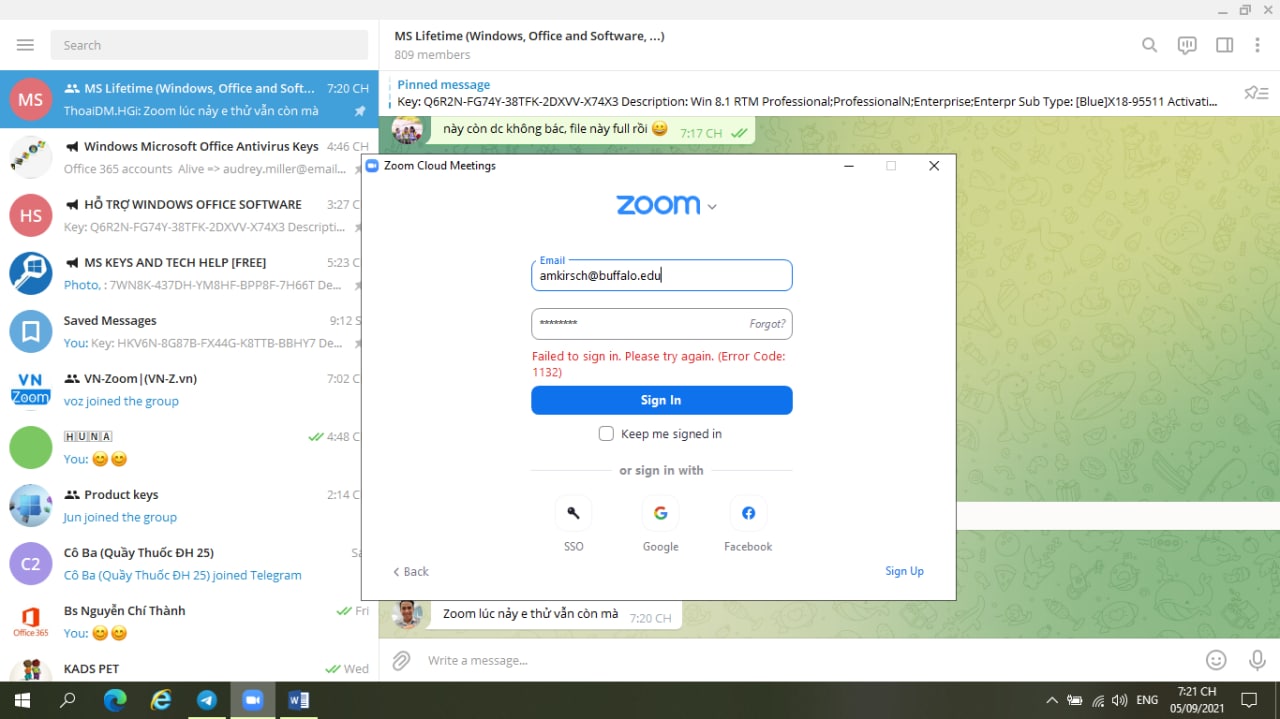 Search
MS Lifetime (Windows, Office and Software, ...)
809 members
Pinned message
Key: Q6R2N-FG74Y-38TFK-2DXVV-X74X3 Description: Win 8.1 RTM Professional;ProfessionalN;Enterprise;Enterpr Sub Type: [Blue]X18-95511 Activati...
MS
MS Lifetime (Windows, Office and Soft...
7:20 CH
ThoaiDM.HGi: Zoom lúc nảy e thử vẫn còn mà
Windows Microsoft Office Antivirus Keys
4:46 CH
Office 365 accounts Alive => audrey.miller@email...
HS
HỖ TRỢ WINDOWS OFFICE SOFTWARE
3:27 C
Key: Q6R2N-FG74Y-38TFK-2DXVV-X74X3 Descripti...
MS KEYS AND TECH HELP [FREE]
5:23 C
Photo, : 7WN8K-437DH-YM8HF-BPP8F-7H66T De...
Saved Messages
9:12 S
You: Key: HKV6N-8G87B-FX44G-K8TTB-BBHY7 De...
VN
Zoom
VN-Zoom|(VN-Z.vn)
7:02 C
voz joined the group
🄷🅄🄽🄰
4:48 C
You: 😊😊
Product keys
2:14 C
Jun joined the group
C2
Cô Ba (Quầy Thuốc ĐH 25)
Sa
Cô Ba (Quầy Thuốc ĐH 25) joined Telegram
Office 365
Bs Nguyễn Chí Thành
Fri
You: 😊😊
KADS PET
Wed
này còn dc không bác, file này full rồi 😀
7:17 CH
Zoom Cloud Meetings
zoom
Email
amkirsch@buffalo.edu
********
Forgot?
Failed to sign in. Please try again. (Error Code:
1132)
Sign In
Keep me signed in
or sign in with
SSO
Google
Facebook
Back
Sign Up
Zoom lúc nảy e thử vẫn còn mà
7:20 CH
Write a message...
ENG
7:21 CH
05/09/2021